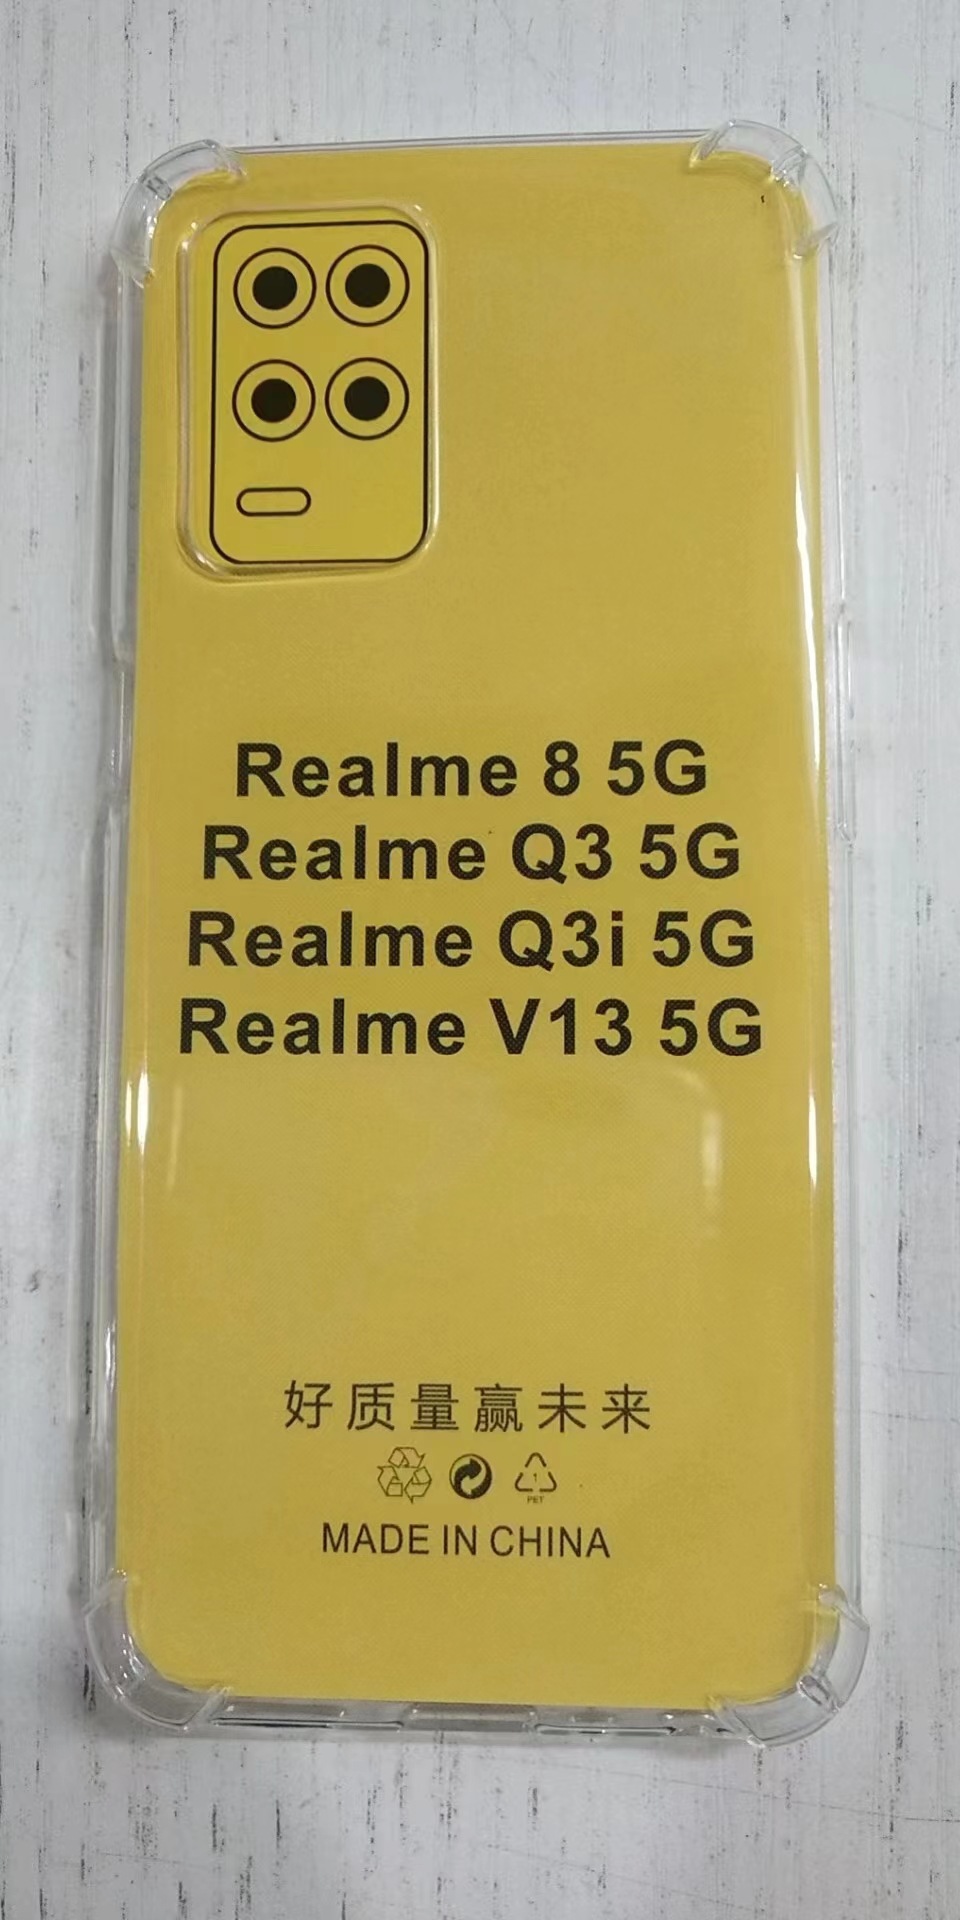 Realme 8 5G
Realme Q3 5G
Realme Q3i 5G
Realme V13 5G
好质量赢未来
1
PET
MADE IN CHINA